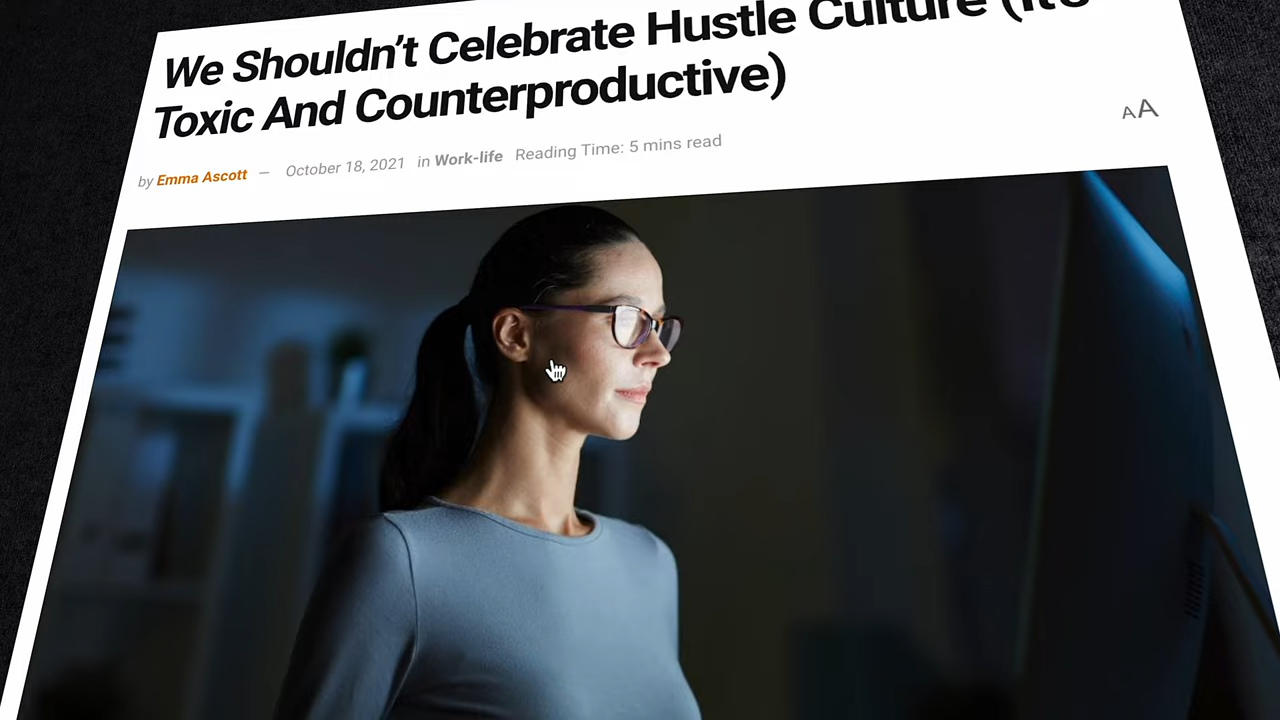 We Shouldn’t Celebrate Hustle Culture (It's
Toxic And Counterproductive)
by Emma Ascott — October 18, 2021 in Work-life Reading Time: 5 mins read
AA